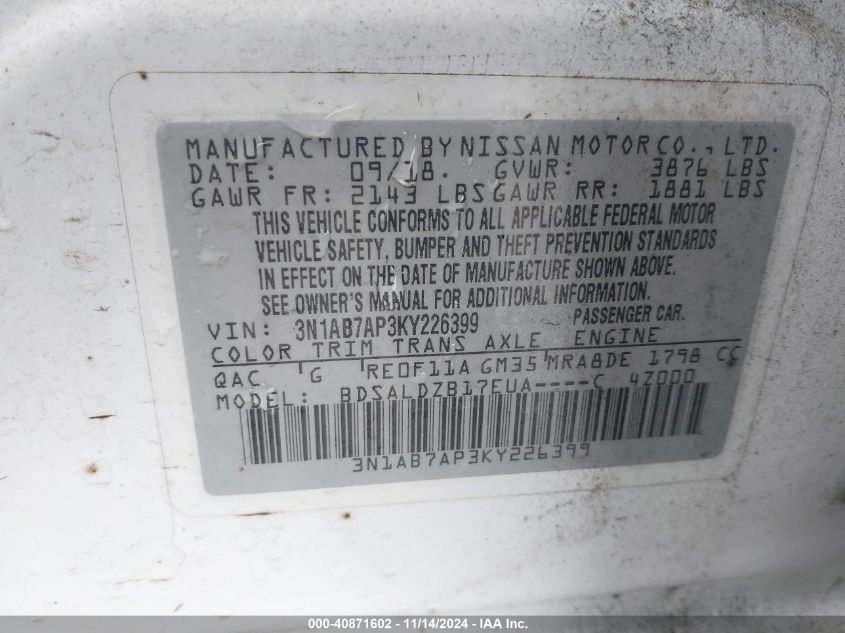 MANUFACTURED BY NISSAN MOTOR CO., LTD.
DATE: 09/18. GVWR: 3876 LBS
GAWR FR: 2143 LBS GAWR RR: 1881 LBS
THIS VEHICLE CONFORMS TO ALL APPLICABLE FEDERAL MOTOR
VEHICLE SAFETY, BUMPER AND THEFT PREVENTION STANDARDS
IN EFFECT ON THE DATE OF MANUFACTURE SHOWN ABOVE.
SEE OWNER'S MANUAL FOR ADDITIONAL INFORMATION.
VIN: 3N1AB7AP3KY226399 PASSENGER CAR.
COLOR TRIM TRANS AXLE ENGINE
QAC G RE0F11A GM35 MRA8DE 1798 CC
MODEL: BDSALDZB17EUA----C 4Z000
3N1AB7AP3KY226399
000-40871602 - 11/14/2024 - IAA Inc.